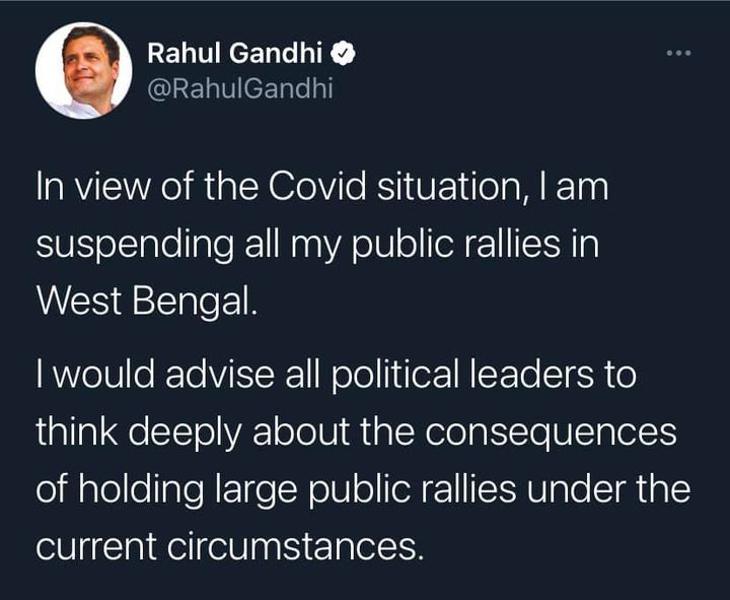 Rahul Gandhi
@RahulGandhi
In view of the Covid situation, I am
suspending all my public rallies in
West Bengal.
I would advise all political leaders to
think deeply about the consequences
of holding large public rallies under the
current circumstances.